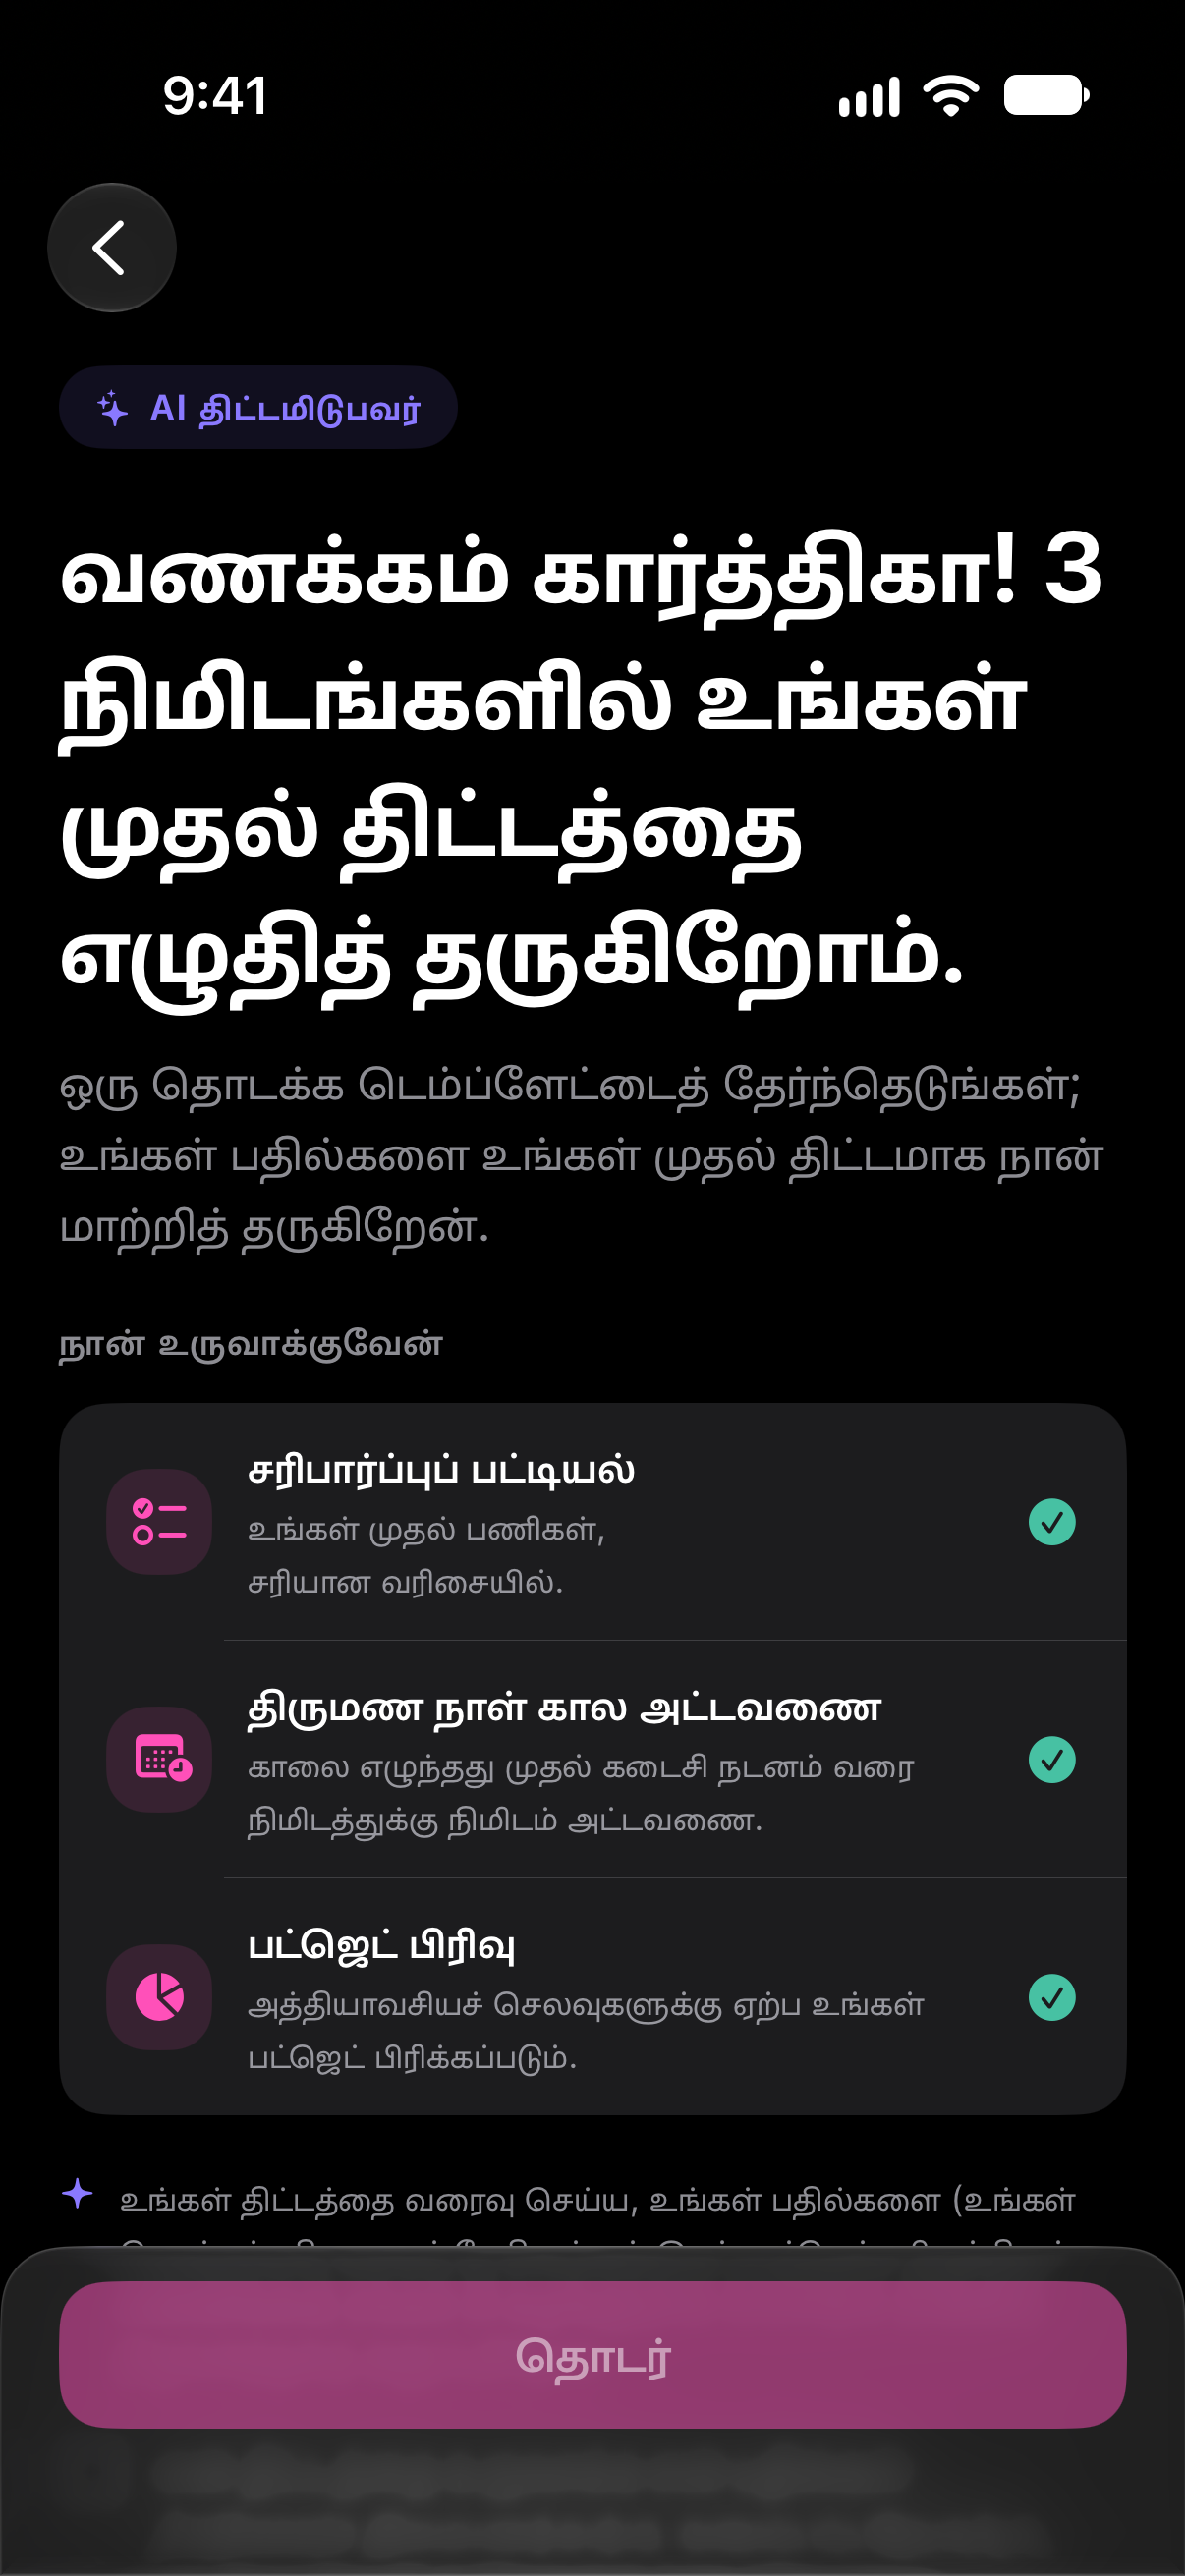 9:41
AI திட்டமிடுபவர்
வணக்கம் கார்த்திகா! 3
நிமிடங்களில் உங்கள்
முதல் திட்டத்தை
எழுதித் தருகிறோம்.
ஒரு தொடக்க டெம்ப்ளேட்டைத் தேர்ந்தெடுங்கள்;
உங்கள் பதில்களை உங்கள் முதல் திட்டமாக நான்
மாற்றித் தருகிறேன்.
நான் உருவாக்குவேன்
சரிபார்ப்புப் பட்டியல்
உங்கள் முதல் பணிகள்,
சரியான வரிசையில்.
திருமண நாள் கால அட்டவணை
காலை எழுந்தது முதல் கடைசி நடனம் வரை
நிமிடத்துக்கு நிமிடம் அட்டவணை.
பட்ஜெட் பிரிவு
அத்தியாவசியச் செலவுகளுக்கு ஏற்ப உங்கள்
பட்ஜெட் பிரிக்கப்படும்.
உங்கள் திட்டத்தை வரைவு செய்ய, உங்கள் பதில்களை (உங்கள்
தொடர்